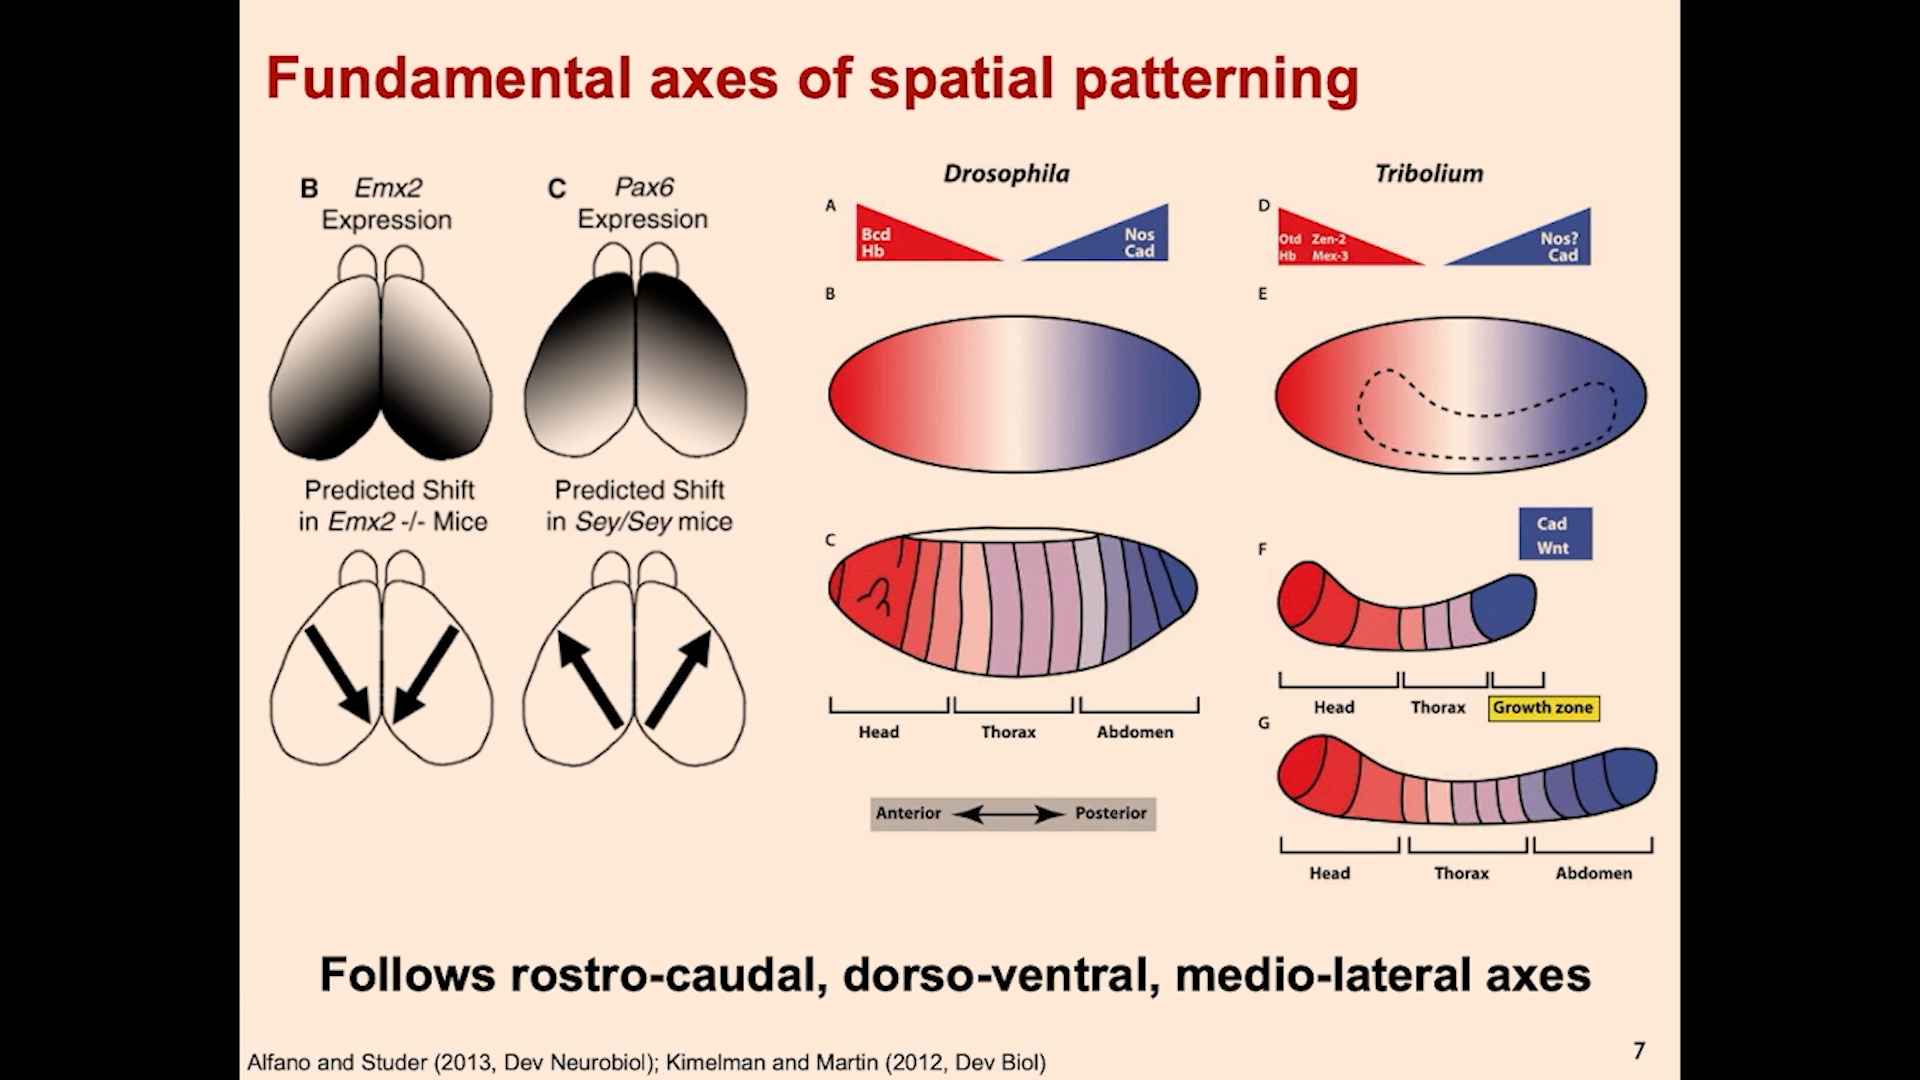 Fundamental axes of spatial patterning
B Emx2
Expression
C Pax6
Expression
Predicted Shift
in Emx2 -/- Mice
Predicted Shift
in Sey/Sey mice
Drosophila
A
Bcd
Hb
Nos
Cad
B
C
Head Thorax Abdomen
Anterior Posterior
Tribolium
D
Otd Zen-2
Hb Mex-3
Nos?
Cad
E
Cad
Wnt
F
Head Thorax Growth zone
G
Head Thorax Abdomen
Follows rostro-caudal, dorso-ventral, medio-lateral axes
Alfano and Studer (2013, Dev Neurobiol); Kimelman and Martin (2012, Dev Biol)
7